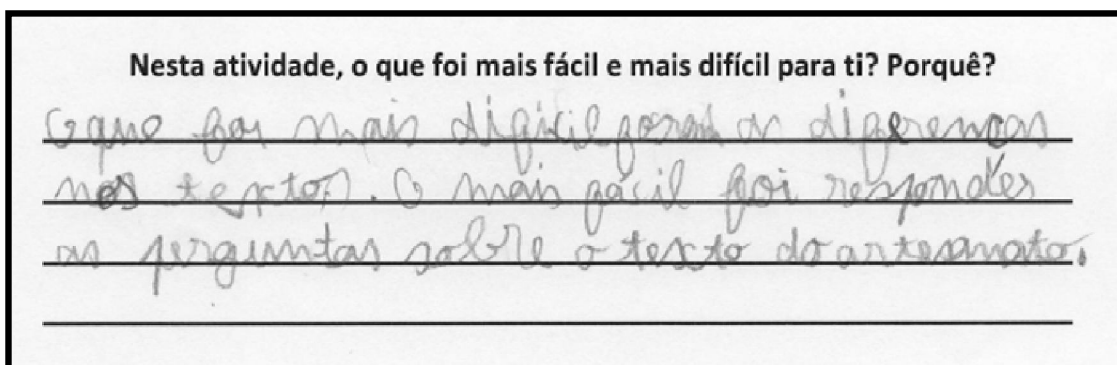 Nesta atividade, o que foi mais fácil e mais difícil para ti? Porquê?
O que foi mais difícil foram as diferenças
nos textos. O mais fácil foi responder
as perguntas sobre o texto do artesanato.